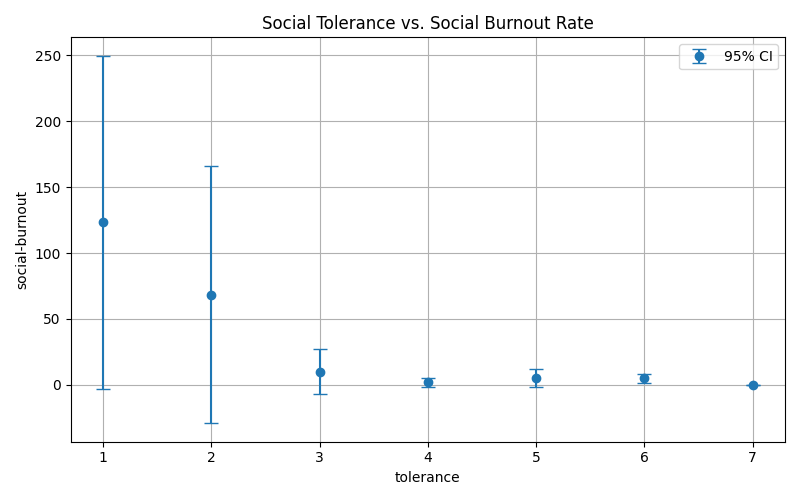 Social Tolerance vs. Social Burnout Rate
95% CI
250
200
150
100
50
0
social-burnout
1 2 3 4 5 6 7
tolerance